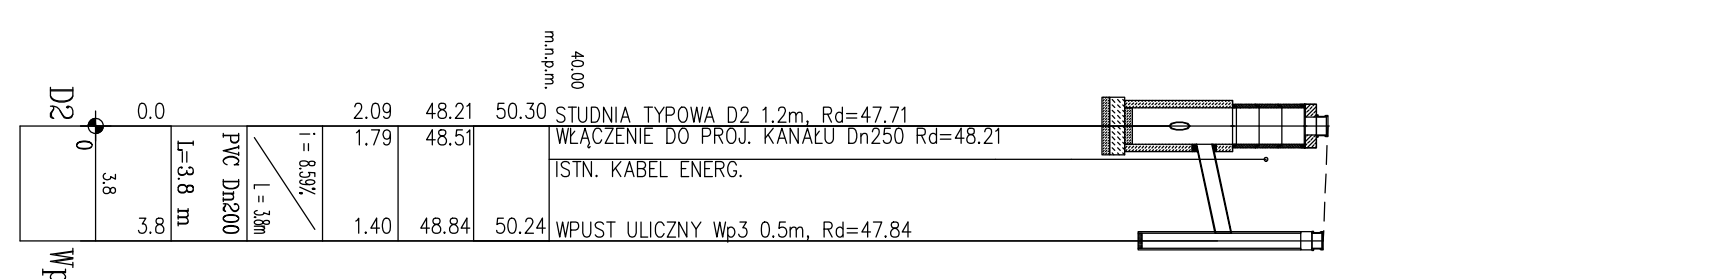 m.n.p.m. 40.00
D2 0.0 2.09 48.21 50.30 STUDNIA TYPOWA D2 1.2m, Rd=47.71
0 1.79 48.51 WŁĄCZENIE DO PROJ. KANAŁU Dn250 Rd=48.21
ISTN. KABEL ENERG.
3.8
L=3.8 m
PVC Dn200
i = 8.59%
L = 3.8m
3.8 1.40 48.84 50.24 WPUST ULICZNY Wp3 0.5m, Rd=47.84
Wp